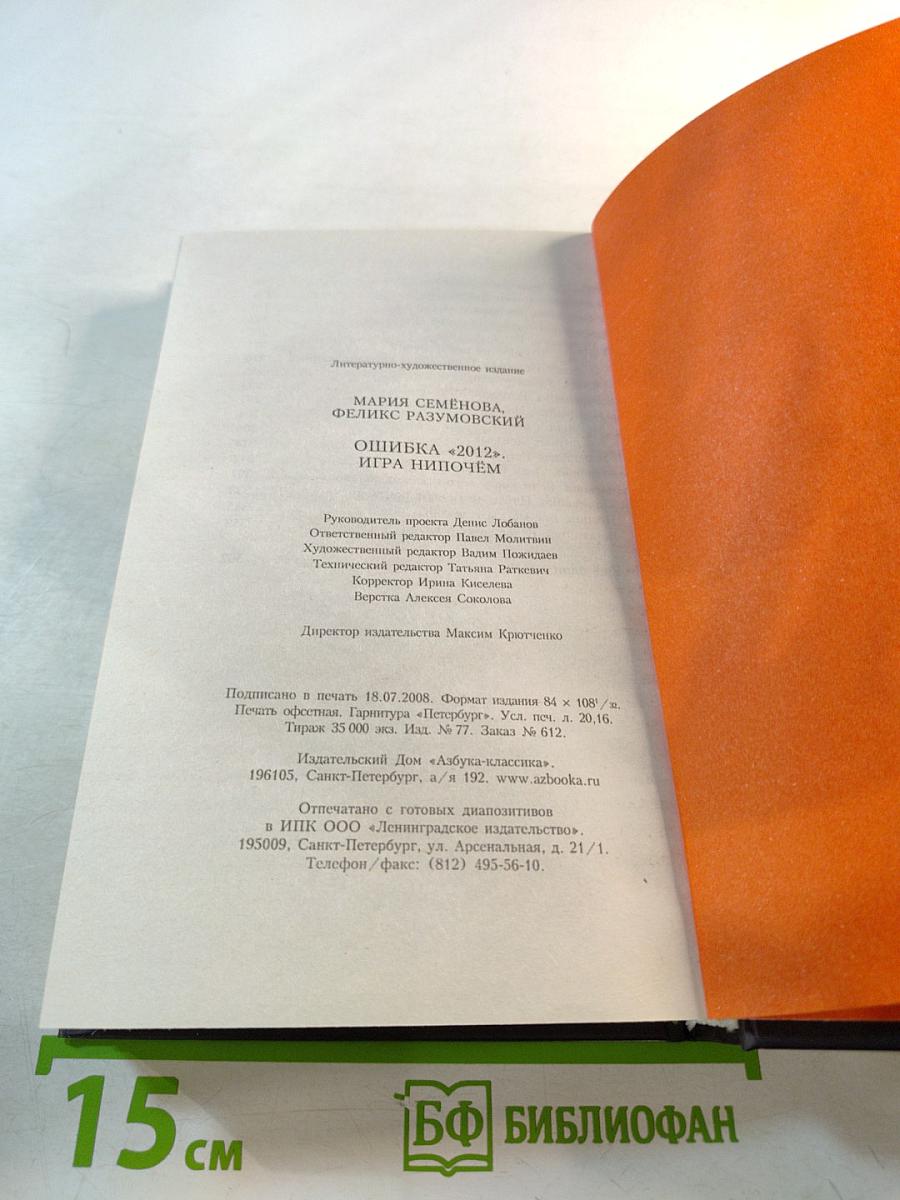 Литературно-художественное издание
МАРИЯ СЕМЁНОВА,
ФЕЛИКС РАЗУМОВСКИЙ
ОШИБКА «2012».
ИГРА НИПОЧЁМ
Руководитель проекта Денис Лобанов
Ответственный редактор Павел Молитвин
Художественный редактор Вадим Пожидаев
Технический редактор Татьяна Раткевич
Корректор Ирина Киселева
Верстка Алексея Соколова
Директор издательства Максим Крютченко
Подписано в печать 18.07.2008. Формат издания 84 × 108¹/₃₂.
Печать офсетная. Гарнитура «Петербург». Усл. печ. л. 20,16.
Тираж 35 000 экз. Изд. № 77. Заказ № 612.
Издательский Дом «Азбука-классика».
196105, Санкт-Петербург, а/я 192. www.azbooka.ru
Отпечатано с готовых диапозитивов
в ИПК ООО «Ленинградское издательство».
195009, Санкт-Петербург, ул. Арсенальная, д. 21/1.
Телефон/факс: (812) 495-56-10.
15 см
БФ БИБЛИОФАН